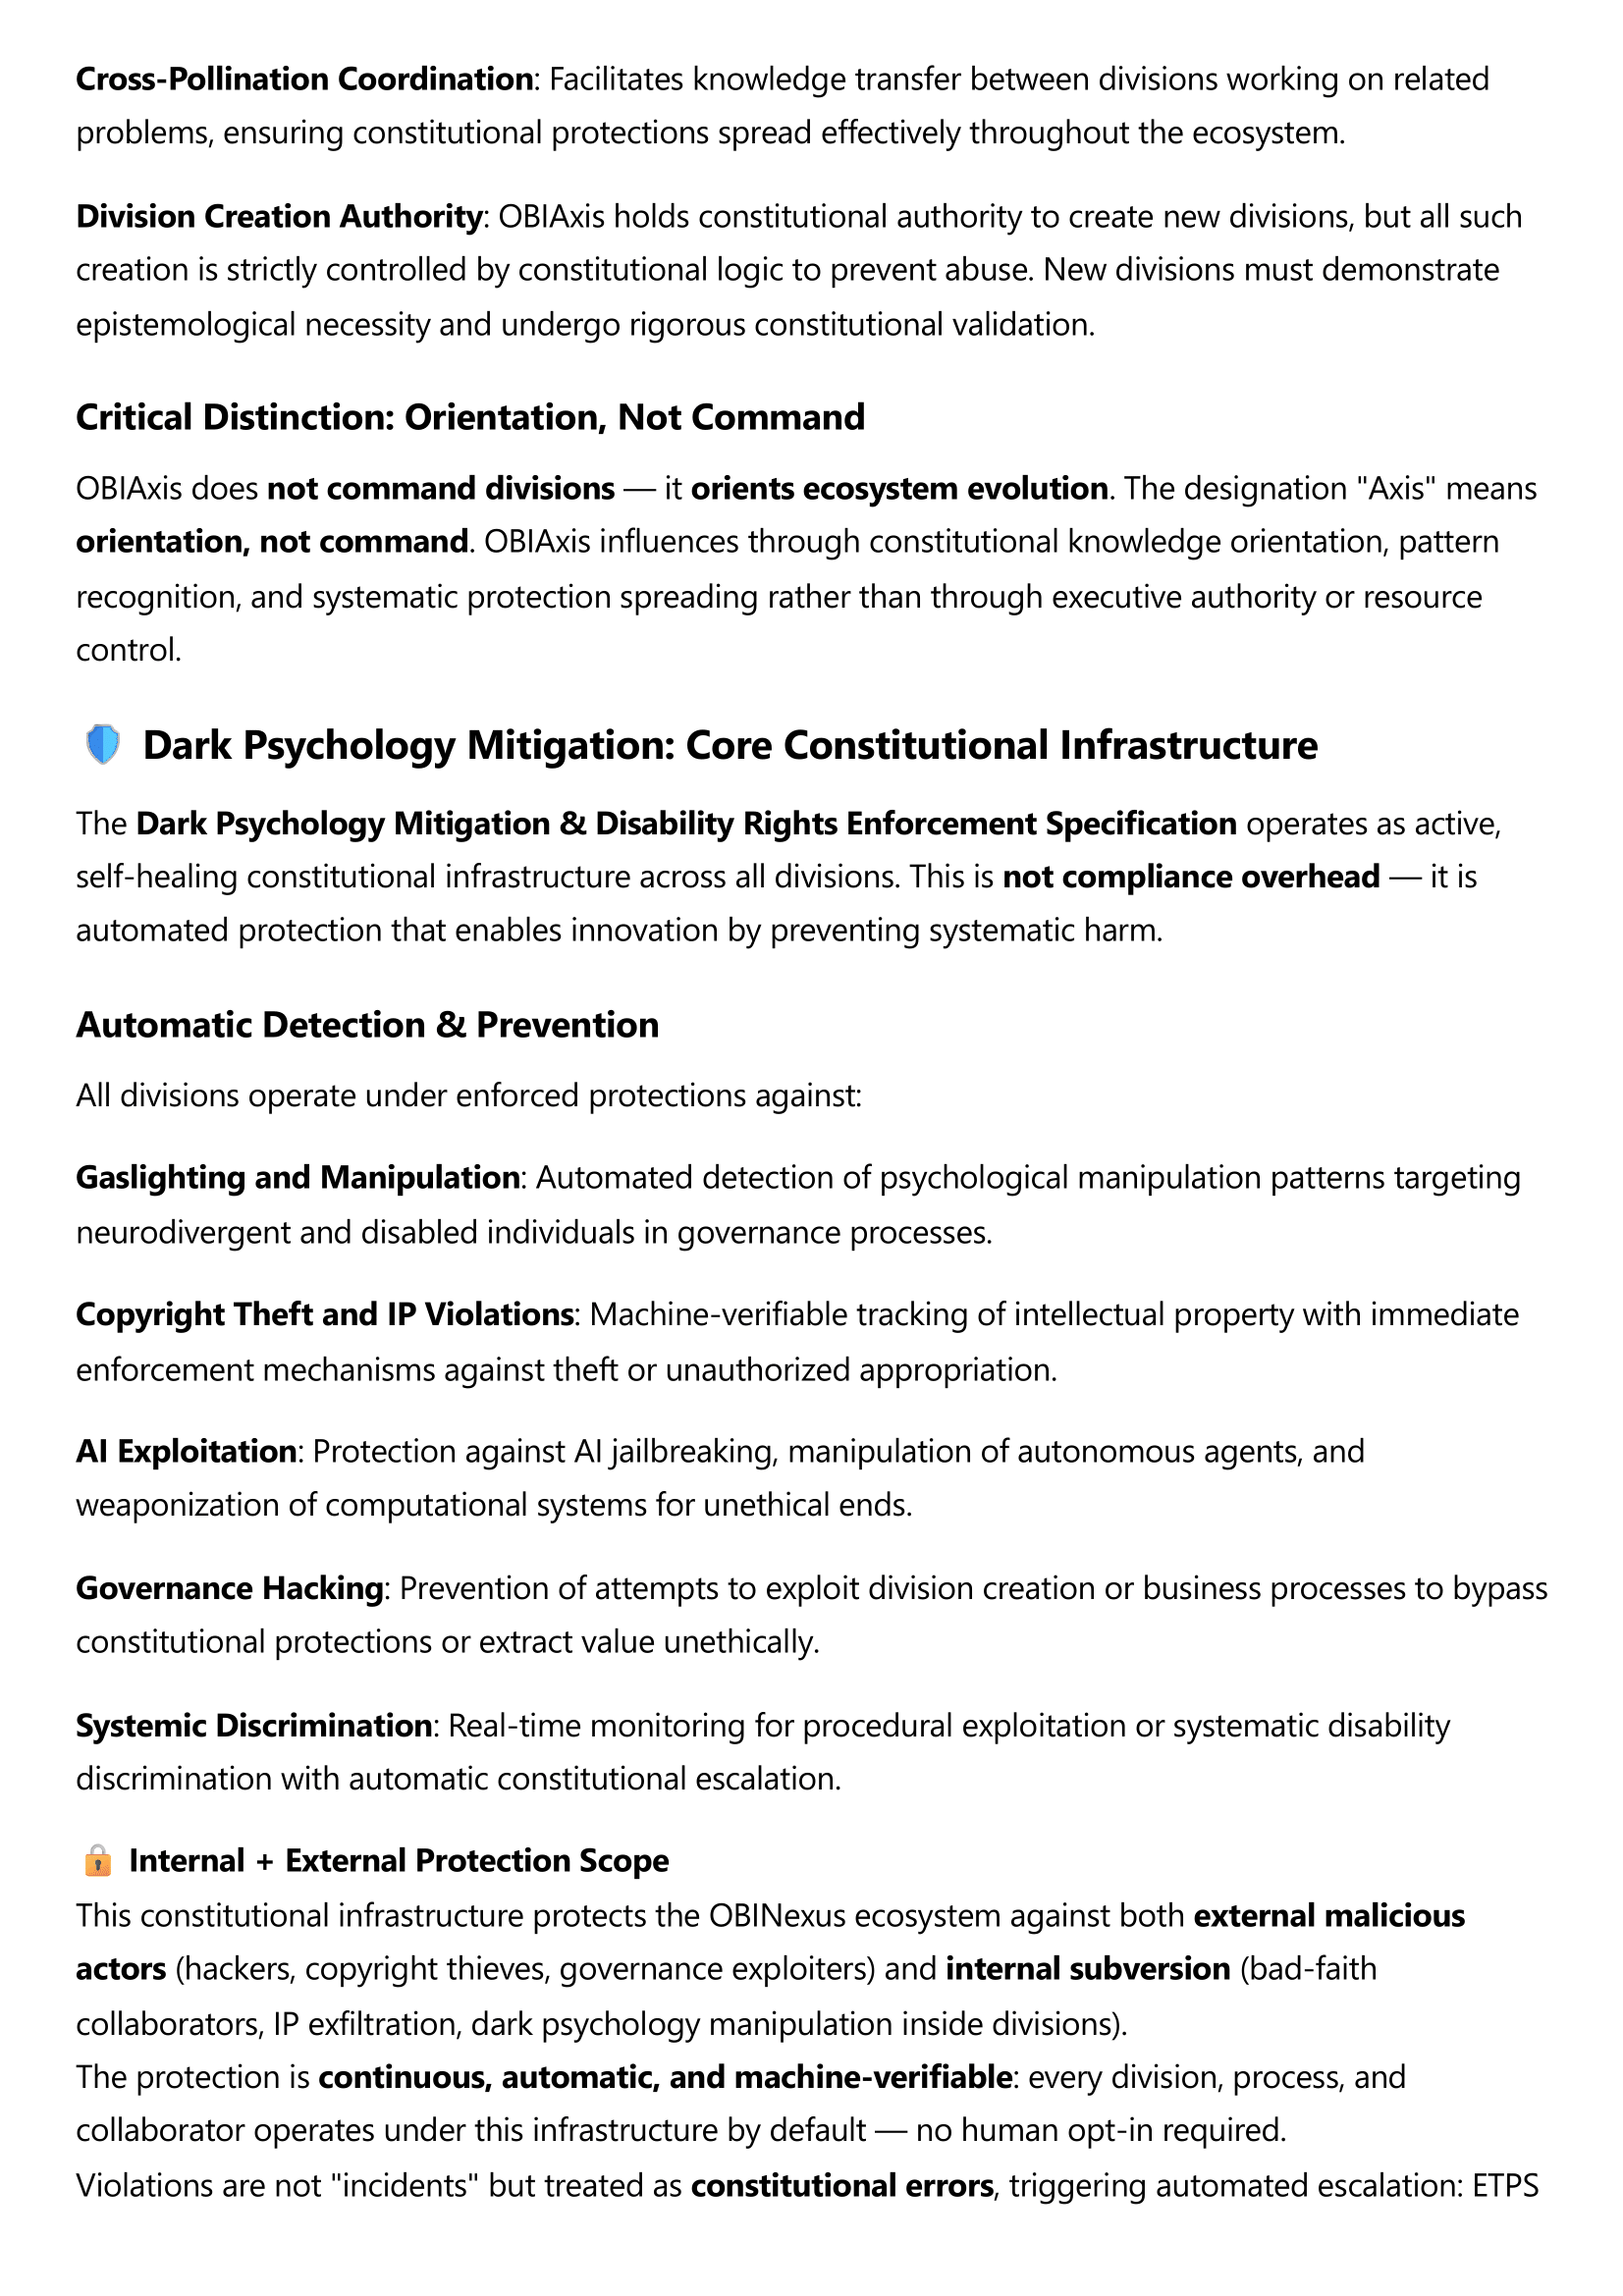 Cross-Pollination Coordination: Facilitates knowledge transfer between divisions working on related
problems, ensuring constitutional protections spread effectively throughout the ecosystem.
Division Creation Authority: OBIAxis holds constitutional authority to create new divisions, but all such
creation is strictly controlled by constitutional logic to prevent abuse. New divisions must demonstrate
epistemological necessity and undergo rigorous constitutional validation.
Critical Distinction: Orientation, Not Command
OBIAxis does not command divisions — it orients ecosystem evolution. The designation "Axis" means
orientation, not command. OBIAxis influences through constitutional knowledge orientation, pattern
recognition, and systematic protection spreading rather than through executive authority or resource
control.
🛡️ Dark Psychology Mitigation: Core Constitutional Infrastructure
The Dark Psychology Mitigation & Disability Rights Enforcement Specification operates as active,
self-healing constitutional infrastructure across all divisions. This is not compliance overhead — it is
automated protection that enables innovation by preventing systematic harm.
Automatic Detection & Prevention
All divisions operate under enforced protections against:
Gaslighting and Manipulation: Automated detection of psychological manipulation patterns targeting
neurodivergent and disabled individuals in governance processes.
Copyright Theft and IP Violations: Machine-verifiable tracking of intellectual property with immediate
enforcement mechanisms against theft or unauthorized appropriation.
AI Exploitation: Protection against AI jailbreaking, manipulation of autonomous agents, and
weaponization of computational systems for unethical ends.
Governance Hacking: Prevention of attempts to exploit division creation or business processes to bypass
constitutional protections or extract value unethically.
Systemic Discrimination: Real-time monitoring for procedural exploitation or systematic disability
discrimination with automatic constitutional escalation.
🔒 Internal + External Protection Scope
This constitutional infrastructure protects the OBINexus ecosystem against both external malicious
actors (hackers, copyright thieves, governance exploiters) and internal subversion (bad-faith
collaborators, IP exfiltration, dark psychology manipulation inside divisions).
The protection is continuous, automatic, and machine-verifiable: every division, process, and
collaborator operates under this infrastructure by default — no human opt-in required.
Violations are not "incidents" but treated as constitutional errors, triggering automated escalation: ETPS